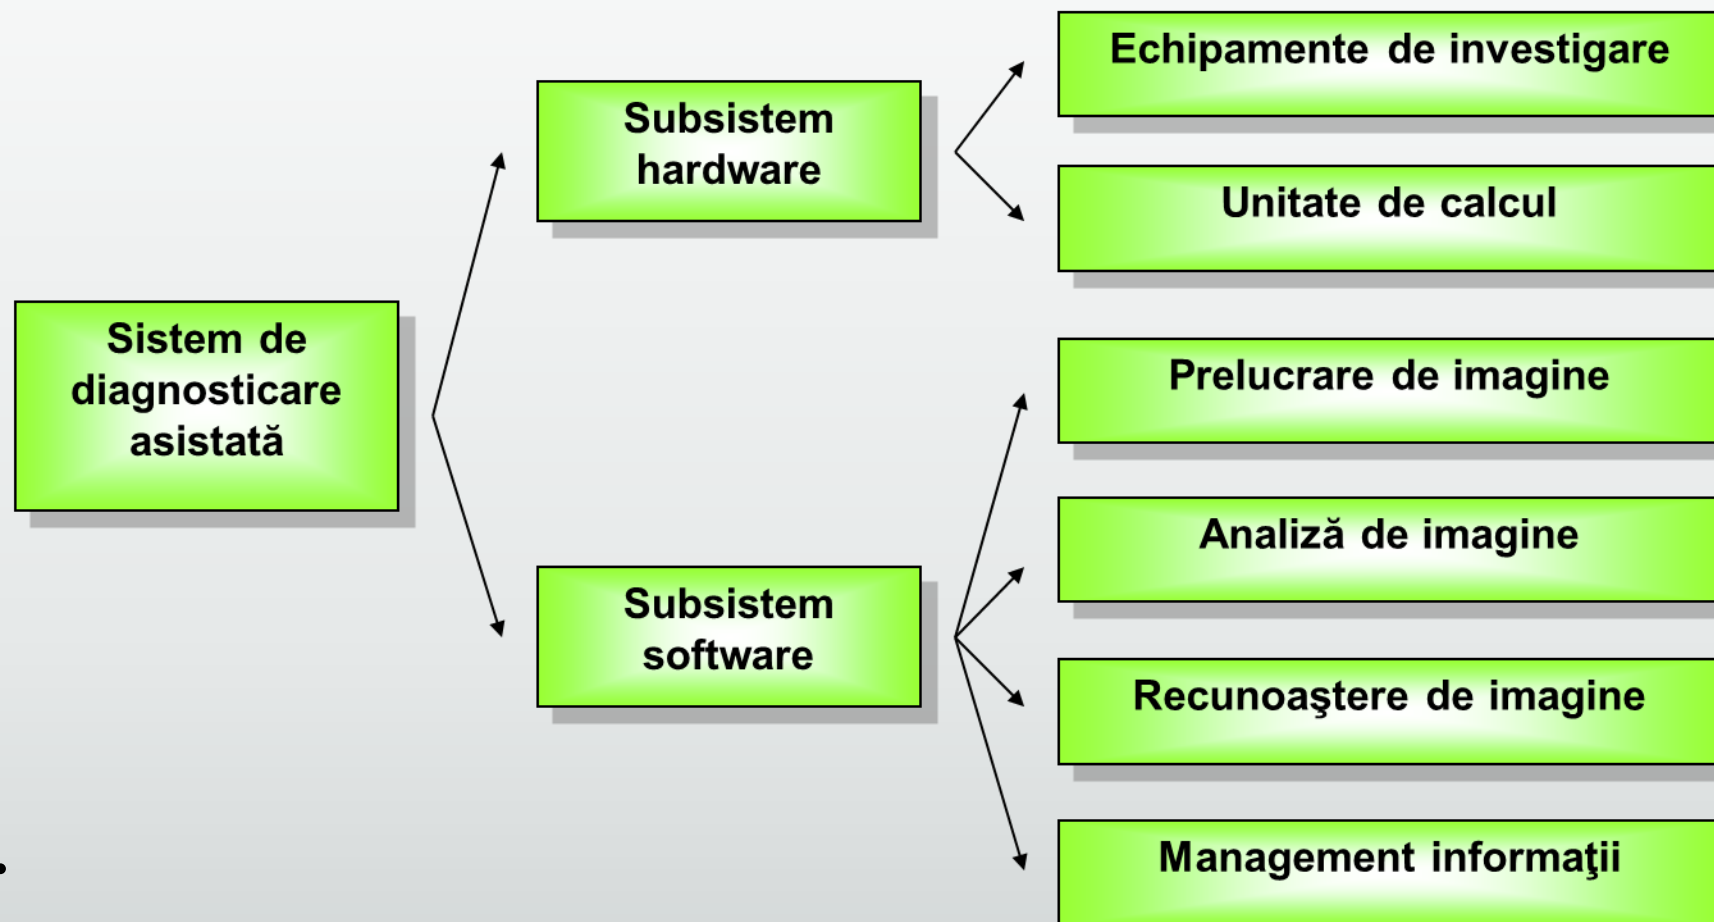 Sistem de
diagnosticare
asistată
Subsistem
hardware
Subsistem
software
Echipamente de investigare
Unitate de calcul
Prelucrare de imagine
Analiză de imagine
Recunoaştere de imagine
Management informaţii